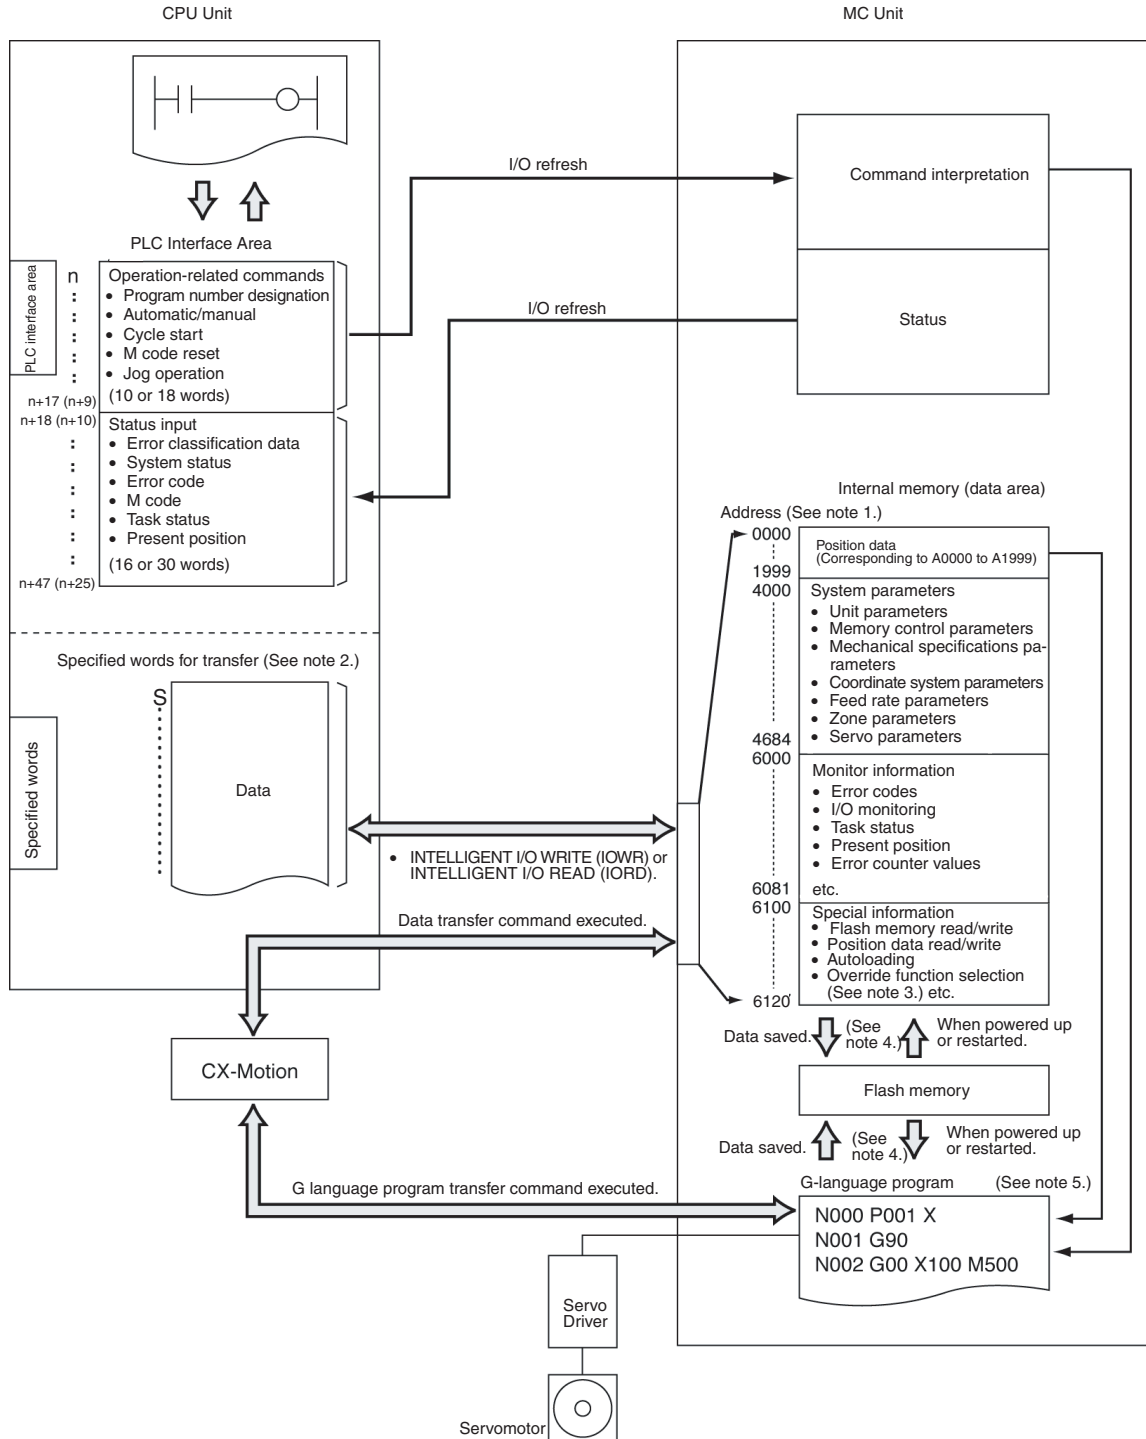 CPU Unit
MC Unit
I/O refresh
Command interpretation
PLC Interface Area
PLC interface area
n
Operation-related commands
• Program number designation
• Automatic/manual
• Cycle start
• M code reset
• Jog operation
(10 or 18 words)
n+17 (n+9)
I/O refresh
Status
n+18 (n+10)
Status input
• Error classification data
• System status
• Error code
• M code
• Task status
• Present position
(16 or 30 words)
n+47 (n+25)
Internal memory (data area)
Address (See note 1.)
0000
Position data
(Corresponding to A0000 to A1999)
1999
4000
System parameters
• Unit parameters
• Memory control parameters
• Mechanical specifications pa-
rameters
• Coordinate system parameters
• Feed rate parameters
• Zone parameters
• Servo parameters
4684
6000
Monitor information
• Error codes
• I/O monitoring
• Task status
• Present position
• Error counter values
etc.
6081
6100
Special information
• Flash memory read/write
• Position data read/write
• Autoloading
• Override function selection
(See note 3.) etc.
6120
Specified words for transfer (See note 2.)
S
Specified words
Data
• INTELLIGENT I/O WRITE (IOWR) or
INTELLIGENT I/O READ (IORD).
Data transfer command executed.
CX-Motion
Data saved.
(See
note 4.)
When powered up
or restarted.
Flash memory
Data saved.
(See
note 4.)
When powered up
or restarted.
G language program transfer command executed.
G-language program
(See note 5.)
N000 P001 X
N001 G90
N002 G00 X100 M500
Servo
Driver
Servomotor